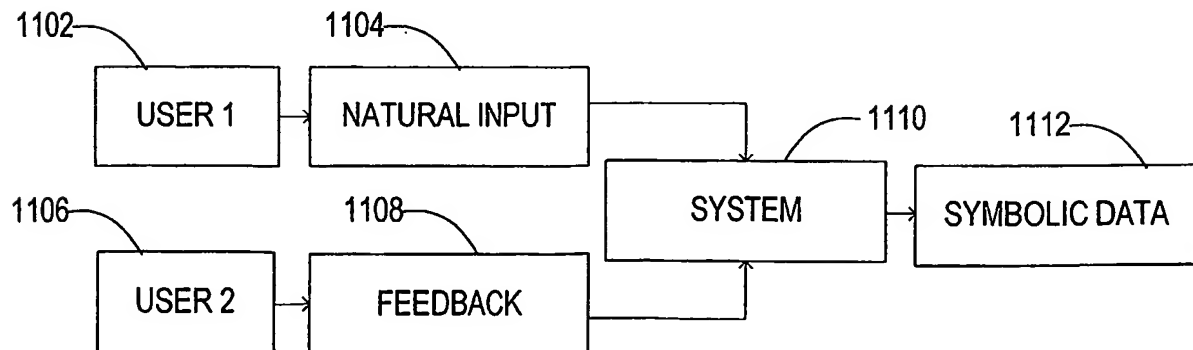 1102
1104
USER 1
NATURAL INPUT
1110
1112
SYSTEM
SYMBOLIC DATA
1106
1108
USER 2
FEEDBACK